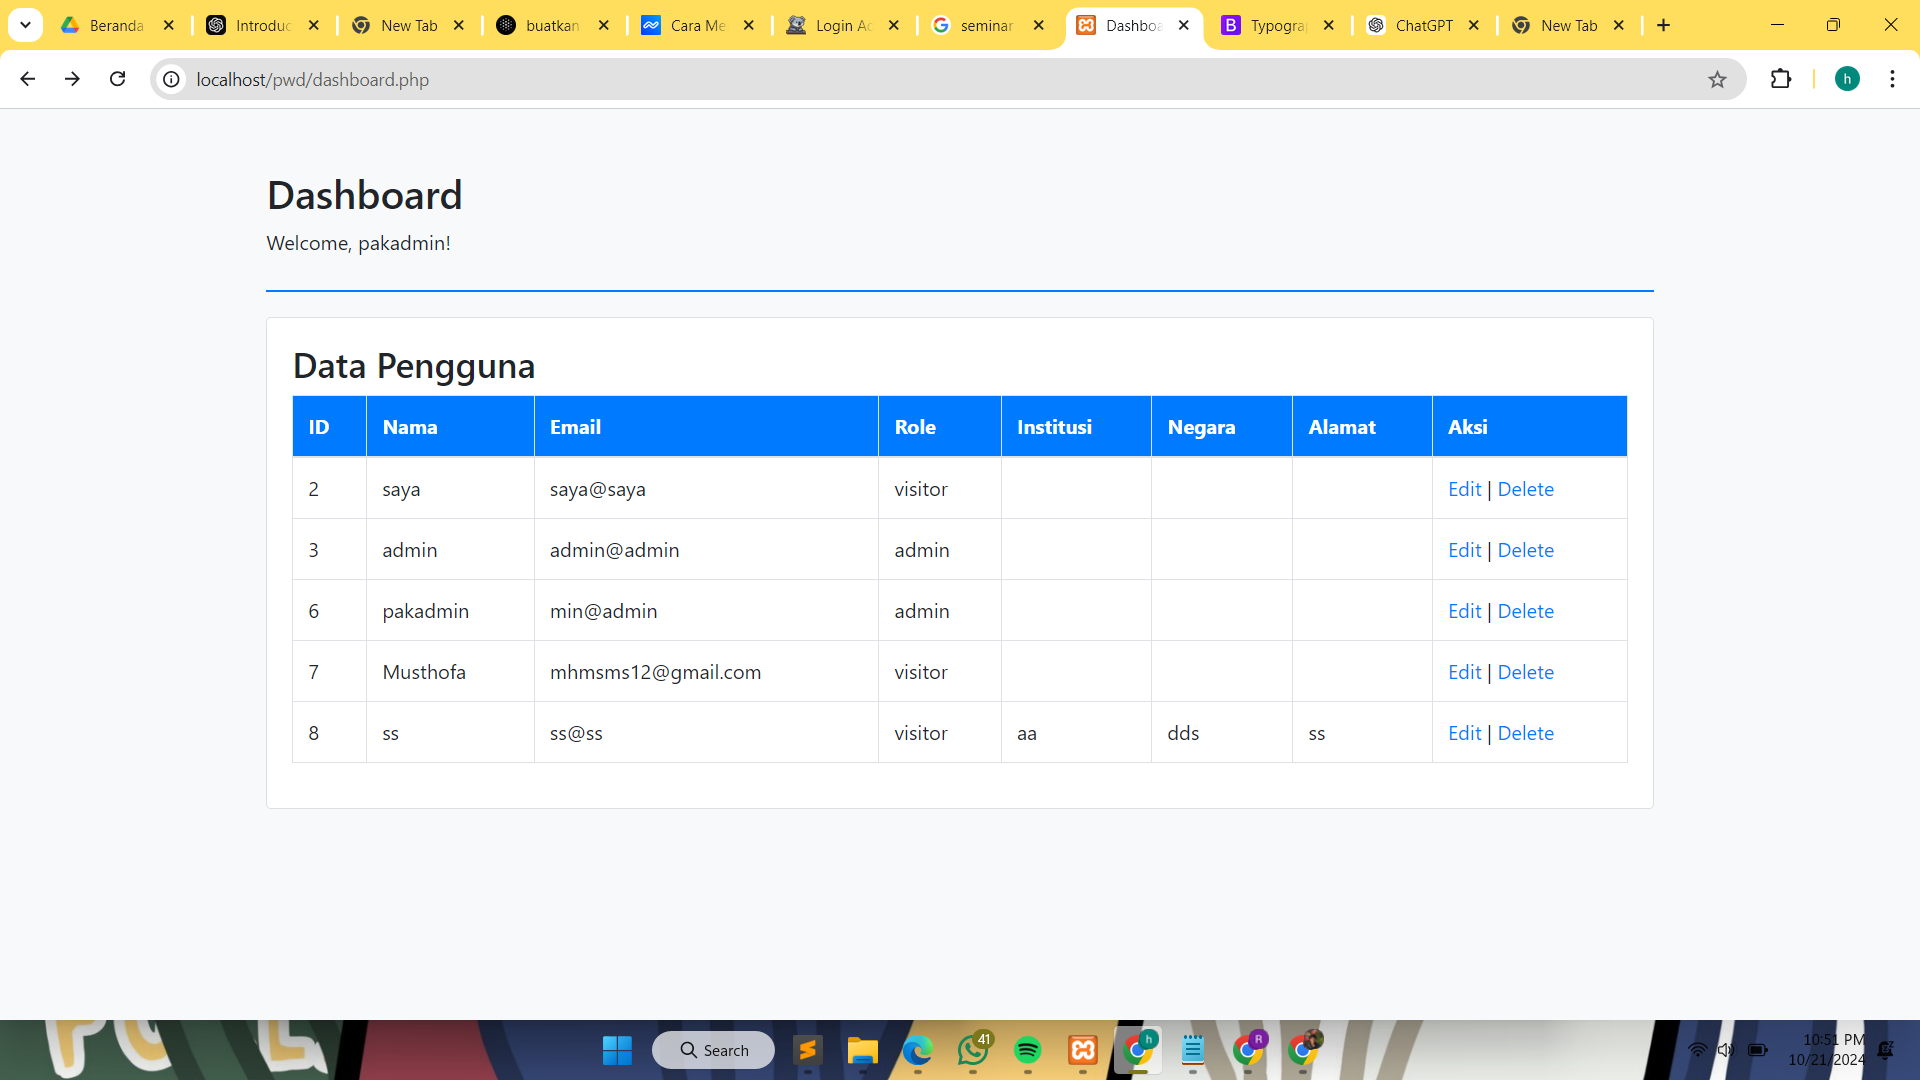 Beranda
Introduc
New Tab
buatkan
Cara Me
Login Ac
seminar
Dashboa
Typogra
ChatGPT
New Tab
localhost/pwd/dashboard.php
h
Dashboard
Welcome, pakadmin!
Data Pengguna
ID Nama Email Role Institusi Negara Alamat Aksi
2 saya saya@saya visitor Edit | Delete
3 admin admin@admin admin Edit | Delete
6 pakadmin min@admin admin Edit | Delete
7 Musthofa mhmsms12@gmail.com visitor Edit | Delete
8 ss ss@ss visitor aa dds ss Edit | Delete
Search
41
h
R
10:51 PM
10/21/2024